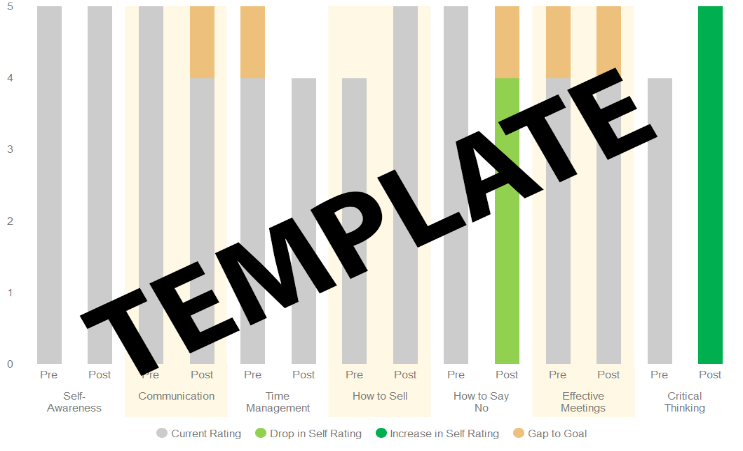 5
4
3
2
1
0
TEMPLATE
Pre Post Pre Post Pre Post Pre Post Pre Post Pre Post Pre Post
Self-Awareness Communication Time Management How to Sell How to Say No Effective Meetings Critical Thinking
Current Rating Drop in Self Rating Increase in Self Rating Gap to Goal